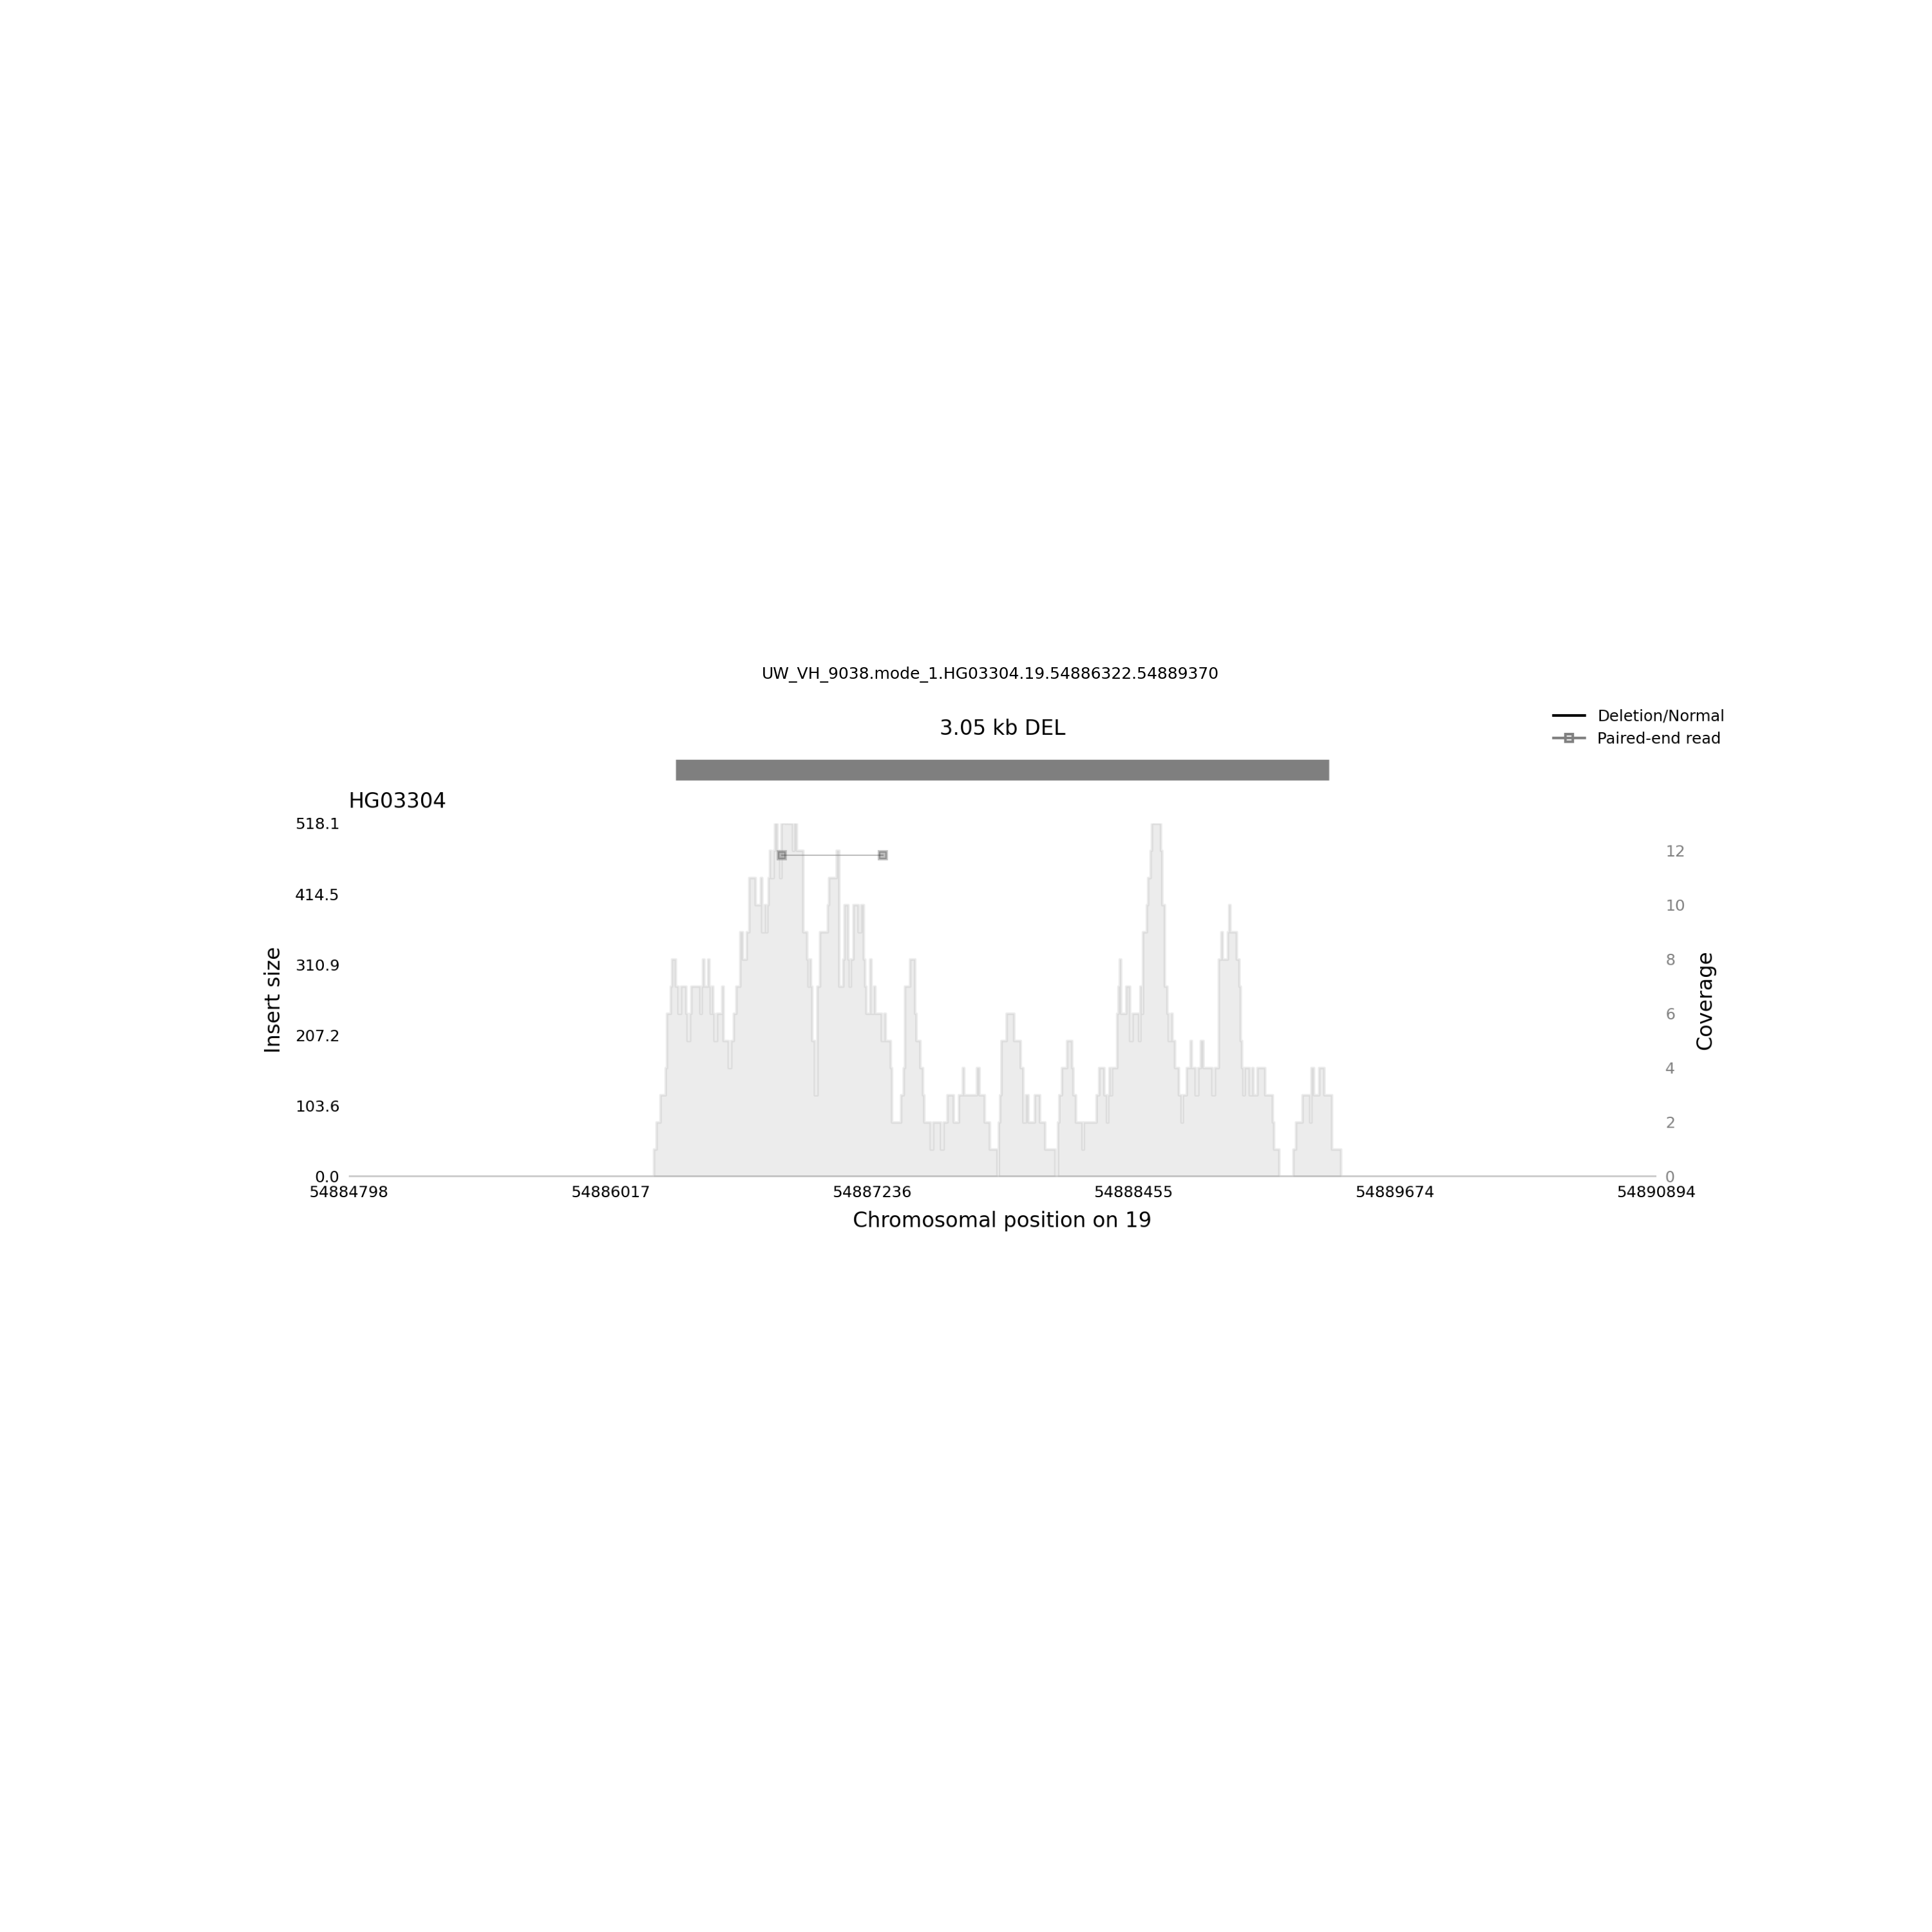 UW_VH_9038.mode_1.HG03304.19.54886322.54889370
3.05 kb DEL
Deletion/Normal
Paired-end read
HG03304
518.1
414.5
310.9
207.2
103.6
0.0
Insert size
12
10
8
6
4
2
0
Coverage
54884798 54886017 54887236 54888455 54889674 54890894
Chromosomal position on 19